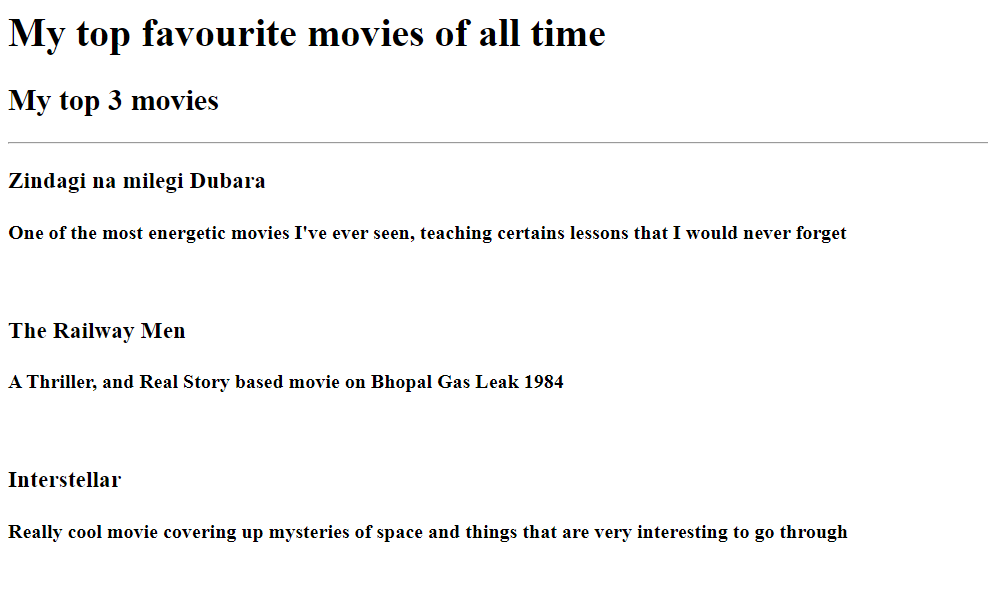 My top favourite movies of all time
My top 3 movies
Zindagi na milegi Dubara
One of the most energetic movies I've ever seen, teaching certains lessons that I would never forget
The Railway Men
A Thriller, and Real Story based movie on Bhopal Gas Leak 1984
Interstellar
Really cool movie covering up mysteries of space and things that are very interesting to go through